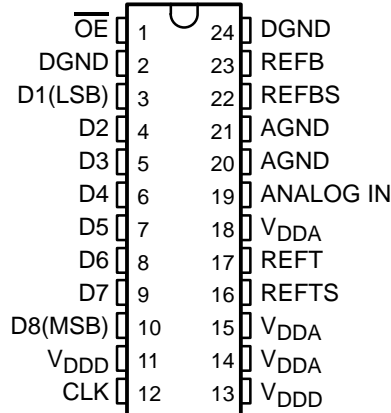 OE 1 24 DGND
DGND 2 23 REFB
D1(LSB) 3 22 REFBS
D2 4 21 AGND
D3 5 20 AGND
D4 6 19 ANALOG IN
D5 7 18 VDDA
D6 8 17 REFT
D7 9 16 REFTS
D8(MSB) 10 15 VDDA
VDDD 11 14 VDDA
CLK 12 13 VDDD